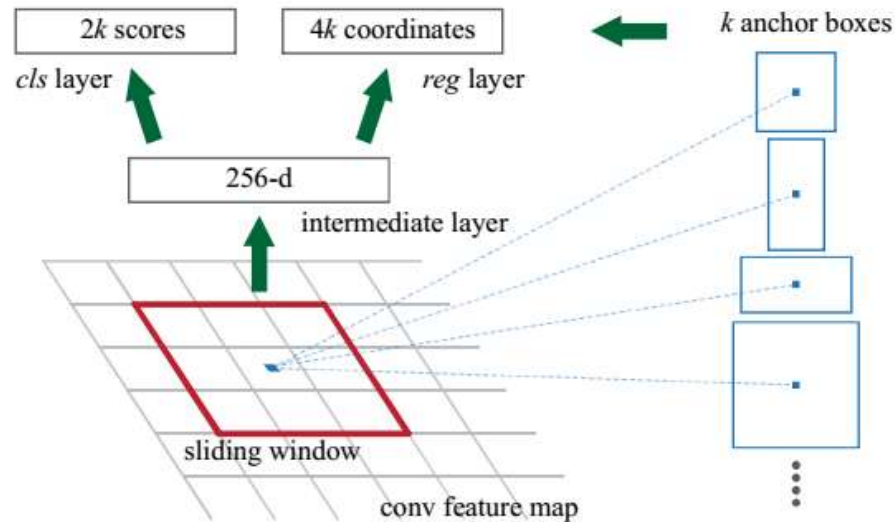 2k scores
4k coordinates
k anchor boxes
cls layer
reg layer
256-d
intermediate layer
sliding window
conv feature map